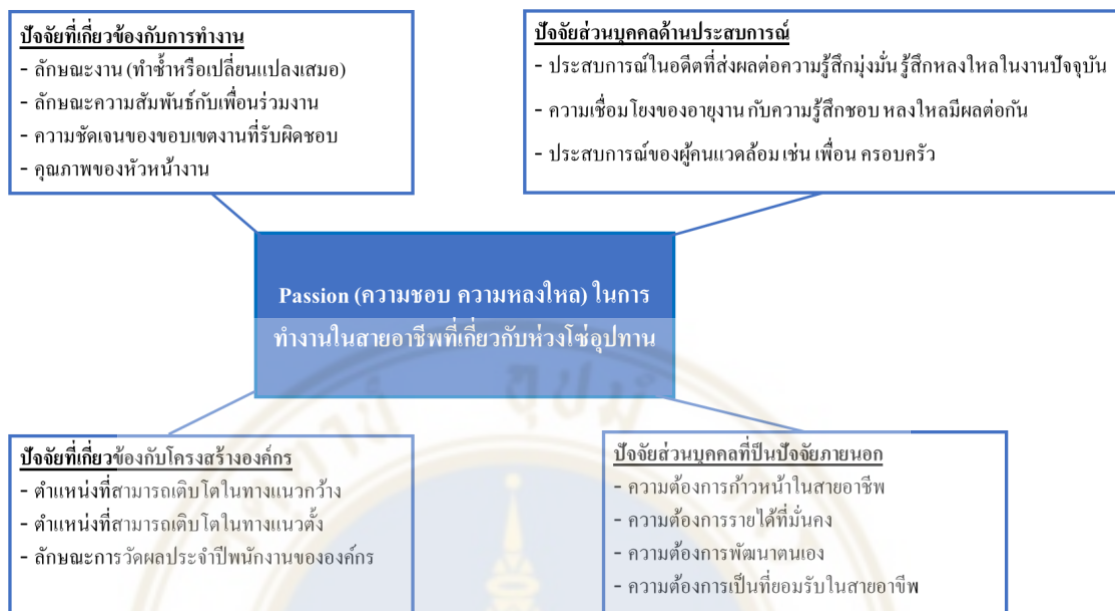 ปัจจัยที่เกี่ยวข้องกับการทำงาน
- ลักษณะงาน (ทำซ้ำหรือเปลี่ยนแปลงเสมอ)
- ลักษณะความสัมพันธ์กับเพื่อนร่วมงาน
- ความชัดเจนของขอบเขตงานที่รับผิดชอบ
- คุณภาพของหัวหน้างาน
ปัจจัยส่วนบุคคลด้านประสบการณ์
- ประสบการณ์ในอดีตที่ส่งผลต่อความรู้สึกมุ่งมั่น รู้สึกหลงใหลในงานปัจจุบัน
- ความเชื่อมโยงของอายุงาน กับความรู้สึกชอบ หลงใหลมีผลต่อกัน
- ประสบการณ์ของผู้คนแวดล้อม เช่น เพื่อน ครอบครัว
Passion (ความชอบ ความหลงใหล) ในการ
ทำงานในสายอาชีพที่เกี่ยวกับห่วงโซ่อุปทาน
ปัจจัยที่เกี่ยวข้องกับโครงสร้างองค์กร
- ตำแหน่งที่สามารถเติบโตในทางแนวกว้าง
- ตำแหน่งที่สามารถเติบโตในทางแนวตั้ง
- ลักษณะการวัดผลประจำปีพนักงานขององค์กร
ปัจจัยส่วนบุคคลที่ป็นปัจจัยภายนอก
- ความต้องการก้าวหน้าในสายอาชีพ
- ความต้องการรายได้ที่มั่นคง
- ความต้องการพัฒนาตนเอง
- ความต้องการเป็นที่ยอมรับในสายอาชีพ